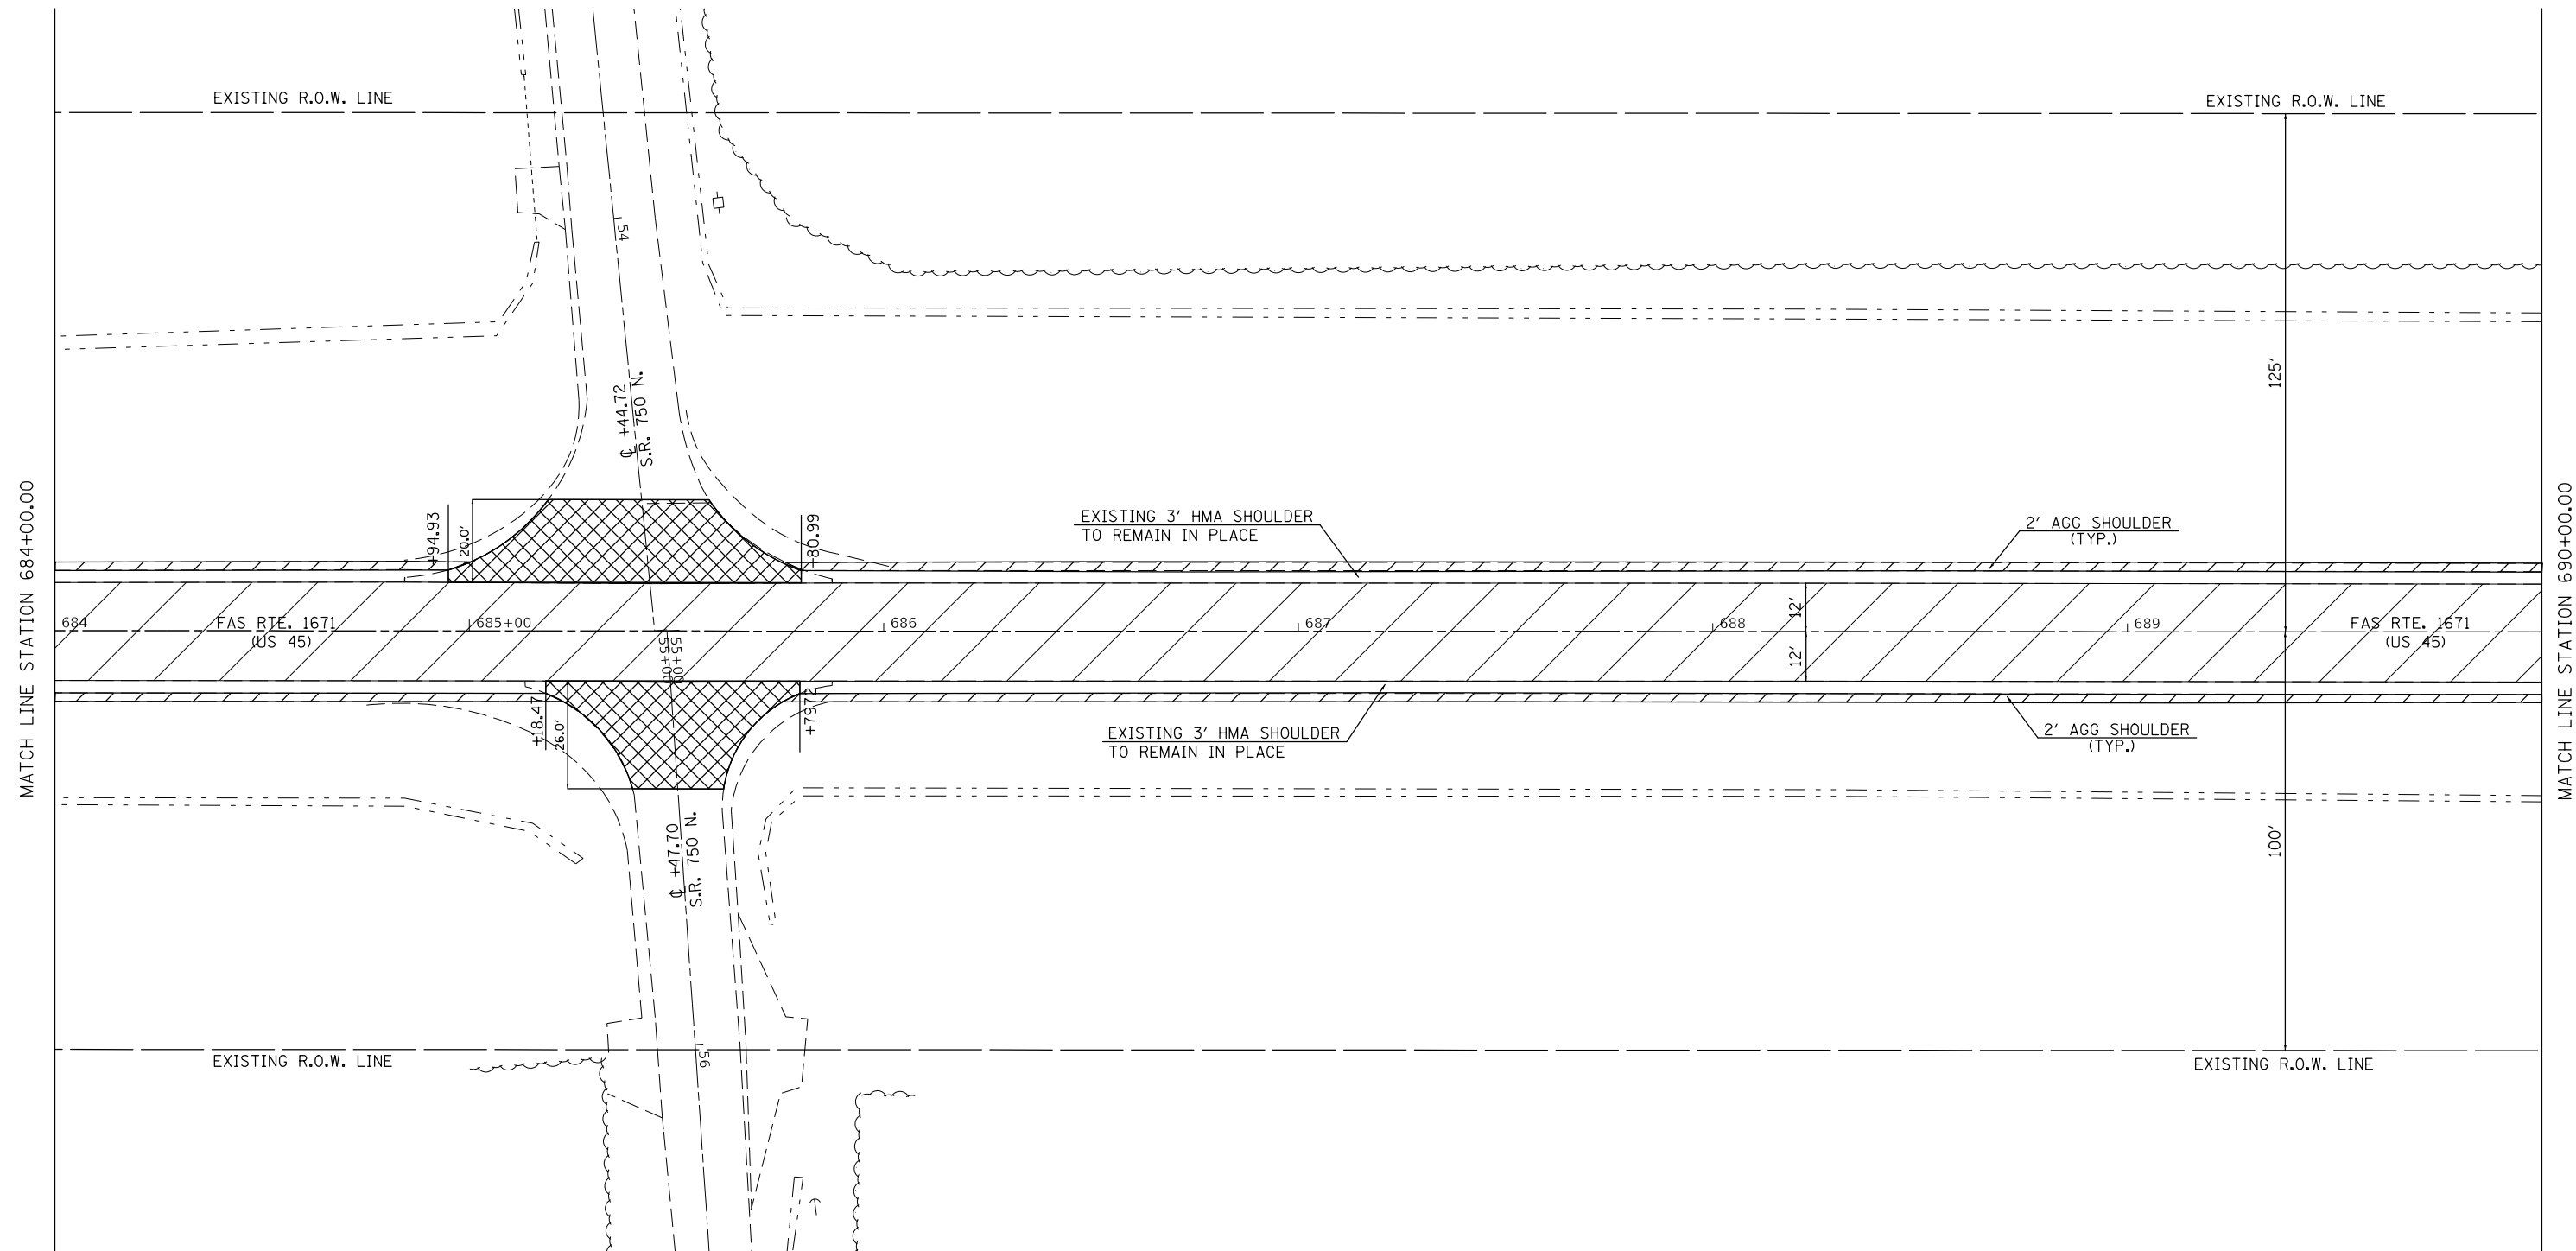 EXISTING R.O.W. LINE
EXISTING R.O.W. LINE
54
125'
℄ +44.72
S.R. 750 N.
MATCH LINE STATION 684+00.00
MATCH LINE STATION 690+00.00
+94.93
20.0'
+80.99
EXISTING 3' HMA SHOULDER
TO REMAIN IN PLACE
2' AGG SHOULDER
(TYP.)
684
FAS RTE. 1671
(US 45)
685+00
686
687
688
12'
12'
689
FAS RTE. 1671
(US 45)
55+00
55+00
+18.47
26.0'
+79.72
EXISTING 3' HMA SHOULDER
TO REMAIN IN PLACE
2' AGG SHOULDER
(TYP.)
℄ +47.70
S.R. 750 N.
100'
56
EXISTING R.O.W. LINE
EXISTING R.O.W. LINE